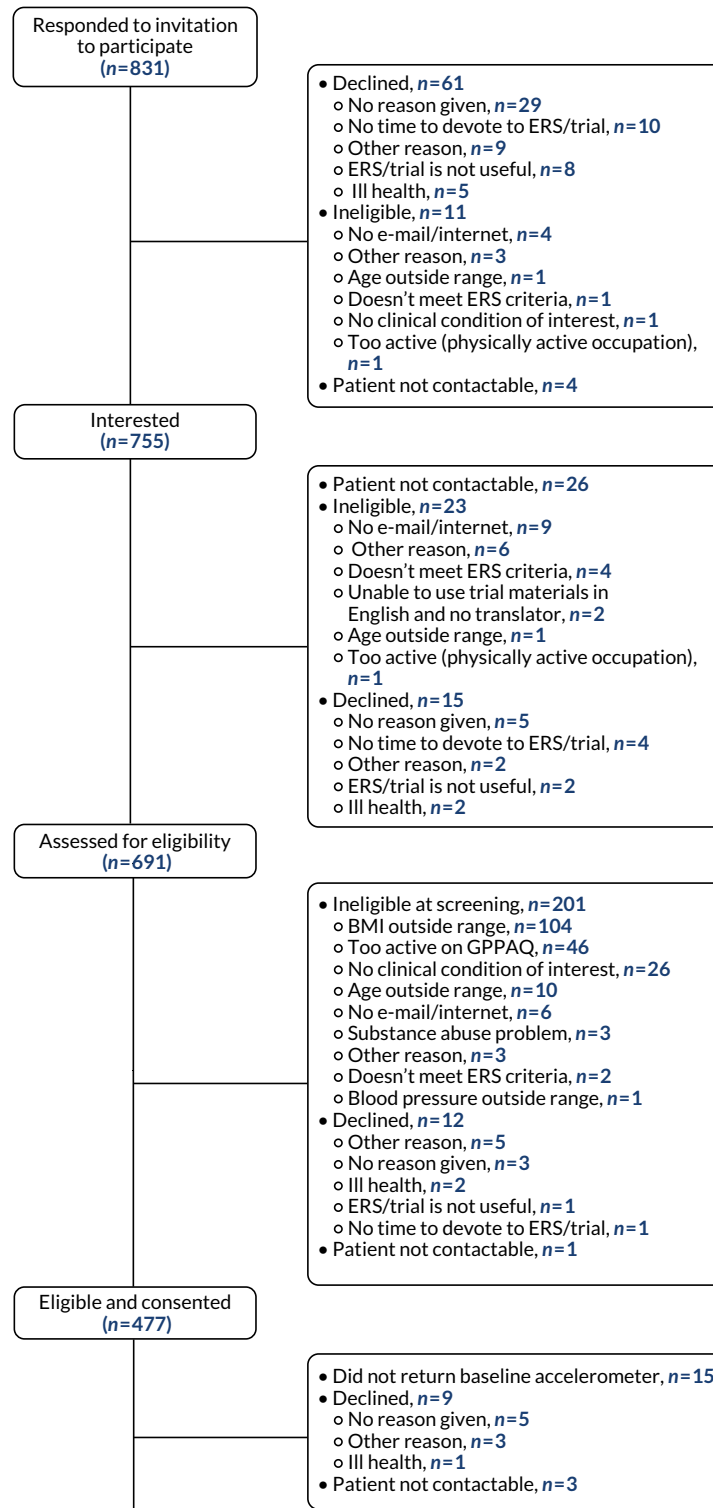 Responded to invitation
to participate
(n=831)
• Declined, n=61
o No reason given, n=29
o No time to devote to ERS/trial, n=10
o Other reason, n=9
o ERS/trial is not useful, n=8
o Ill health, n=5
• Ineligible, n=11
o No e-mail/internet, n=4
o Other reason, n=3
o Age outside range, n=1
o Doesn't meet ERS criteria, n=1
o No clinical condition of interest, n=1
o Too active (physically active occupation),
n=1
• Patient not contactable, n=4
Interested
(n=755)
• Patient not contactable, n=26
• Ineligible, n=23
o No e-mail/internet, n=9
o Other reason, n=6
o Doesn't meet ERS criteria, n=4
o Unable to use trial materials in
English and no translator, n=2
o Age outside range, n=1
o Too active (physically active occupation),
n=1
• Declined, n=15
o No reason given, n=5
o No time to devote to ERS/trial, n=4
o Other reason, n=2
o ERS/trial is not useful, n=2
o Ill health, n=2
Assessed for eligibility
(n=691)
• Ineligible at screening, n=201
o BMI outside range, n=104
o Too active on GPPAQ, n=46
o No clinical condition of interest, n=26
o Age outside range, n=10
o No e-mail/internet, n=6
o Substance abuse problem, n=3
o Other reason, n=3
o Doesn't meet ERS criteria, n=2
o Blood pressure outside range, n=1
• Declined, n=12
o Other reason, n=5
o No reason given, n=3
o Ill health, n=2
o ERS/trial is not useful, n=1
o No time to devote to ERS/trial, n=1
• Patient not contactable, n=1
Eligible and consented
(n=477)
• Did not return baseline accelerometer, n=15
• Declined, n=9
o No reason given, n=5
o Other reason, n=3
o Ill health, n=1
• Patient not contactable, n=3